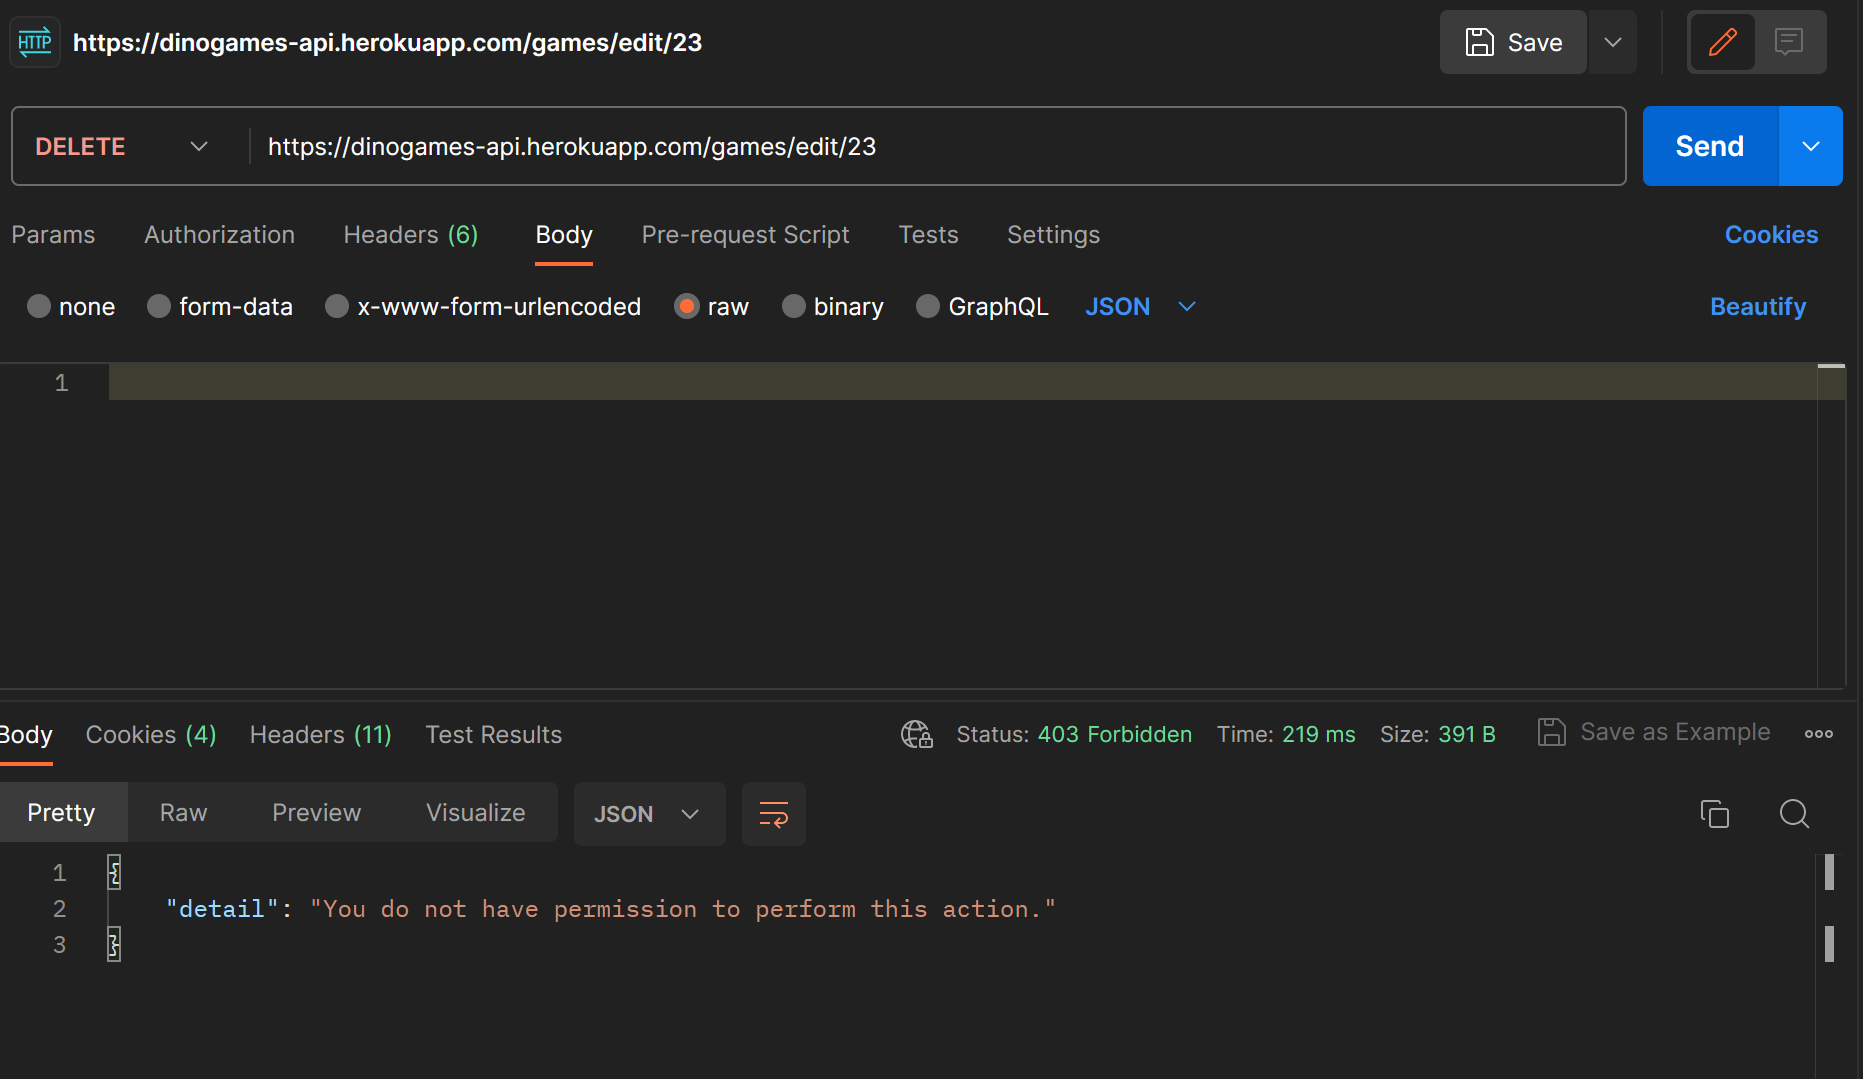 HTTP https://dinogames-api.herokuapp.com/games/edit/23 Save
DELETE https://dinogames-api.herokuapp.com/games/edit/23 Send
Params Authorization Headers (6) Body Pre-request Script Tests Settings Cookies
none form-data x-www-form-urlencoded raw binary GraphQL JSON Beautify
1
Body Cookies (4) Headers (11) Test Results Status: 403 Forbidden Time: 219 ms Size: 391 B Save as Example
Pretty Raw Preview Visualize JSON
1 {
2 "detail": "You do not have permission to perform this action."
3 }